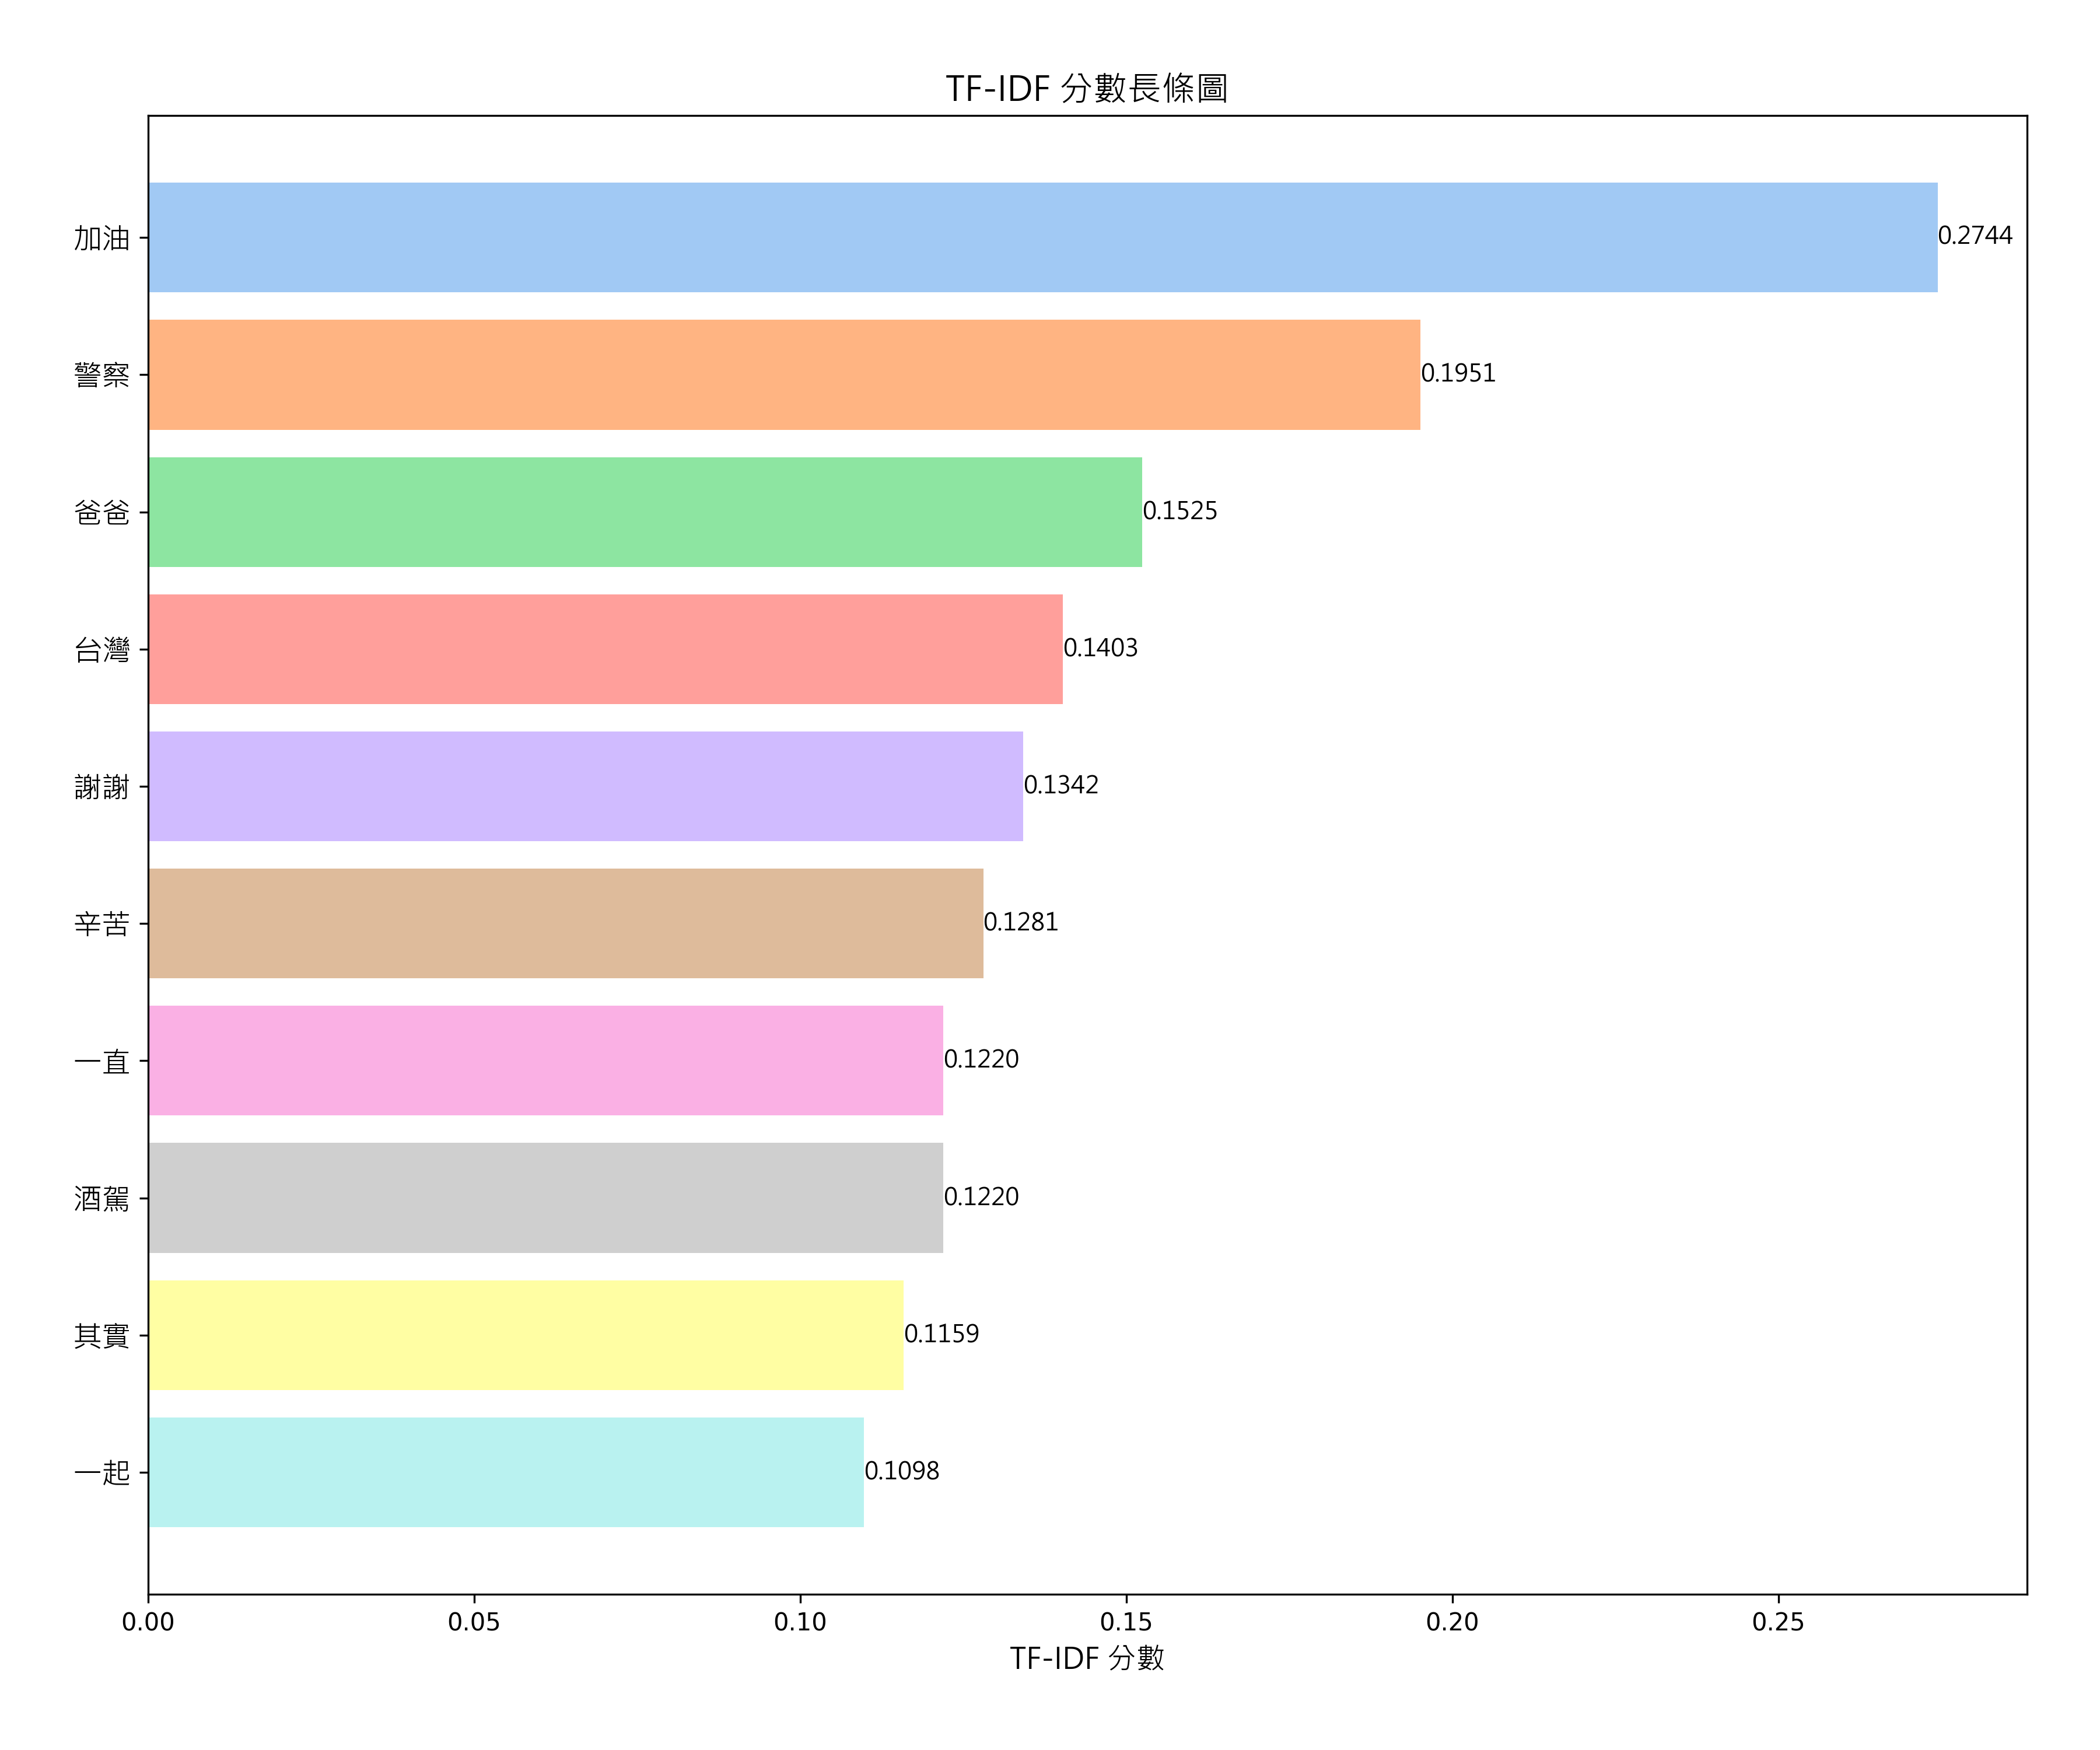 TF-IDF 分數長條圖
加油 0.2744
警察 0.1951
爸爸 0.1525
台灣 0.1403
謝謝 0.1342
辛苦 0.1281
一直 0.1220
酒駕 0.1220
其實 0.1159
一起 0.1098
0.00 0.05 0.10 0.15 0.20 0.25
TF-IDF 分數